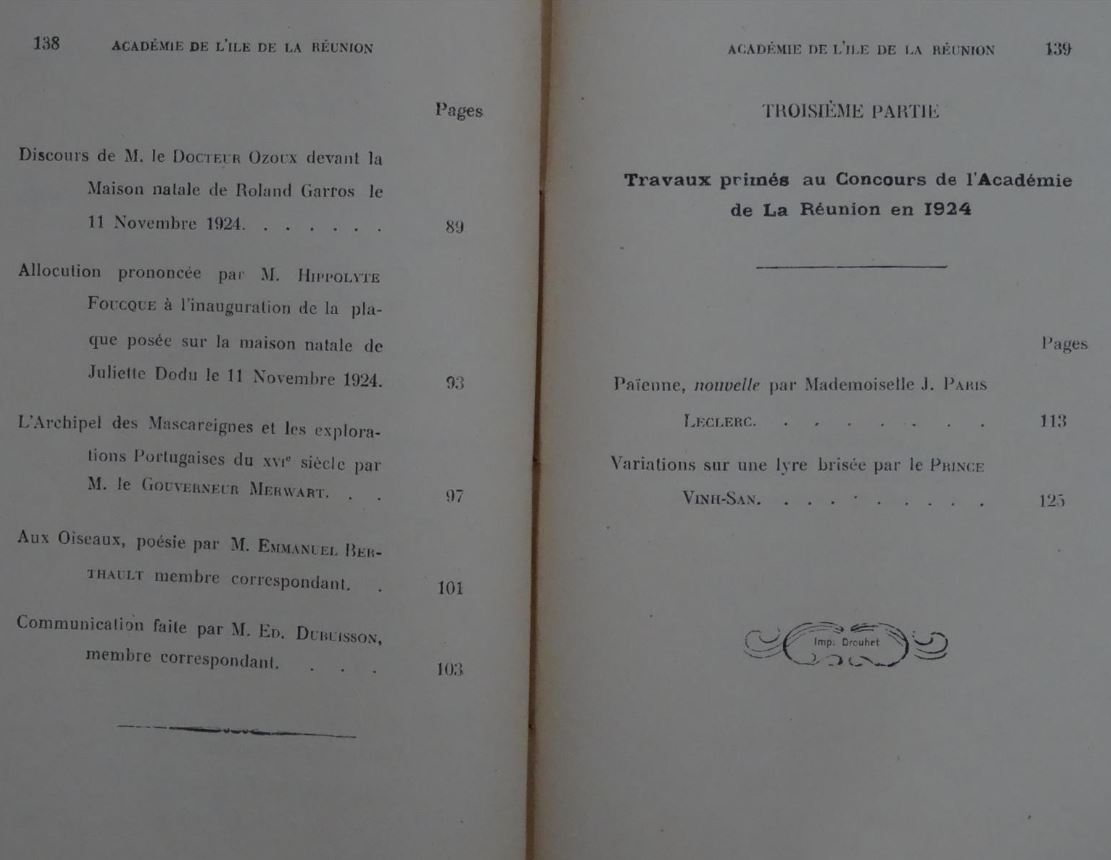 138 ACADÉMIE DE L'ILE DE LA RÉUNION
Pages
Discours de M. le DOCTEUR OZOUX devant la
Maison natale de Roland Garros le
11 Novembre 1924. . . . . . . 89
Allocution prononcée par M. HIPPOLYTE
FOUCQUE à l'inauguration de la pla-
que posée sur la maison natale de
Juliette Dodu le 11 Novembre 1924. 93
L'Archipel des Mascareignes et les explora-
tions Portugaises du XVIe siècle par
M. le GOUVERNEUR MERWART. . . 97
Aux Oiseaux, poésie par M. EMMANUEL BER-
THAULT membre correspondant. . 101
Communication faite par M. ED. DUBUISSON,
membre correspondant. . . . 103
ACADÉMIE DE L'ILE DE LA RÉUNION 139
TROISIÈME PARTIE
Travaux primés au Concours de l'Académie
de La Réunion en 1924
Pages
Païenne, nouvelle par Mademoiselle J. PARIS
LECLERC. . . . . . . . 113
Variations sur une lyre brisée par le PRINCE
VINH-SAN. . . . . . . . 125
Imp. Drouhet